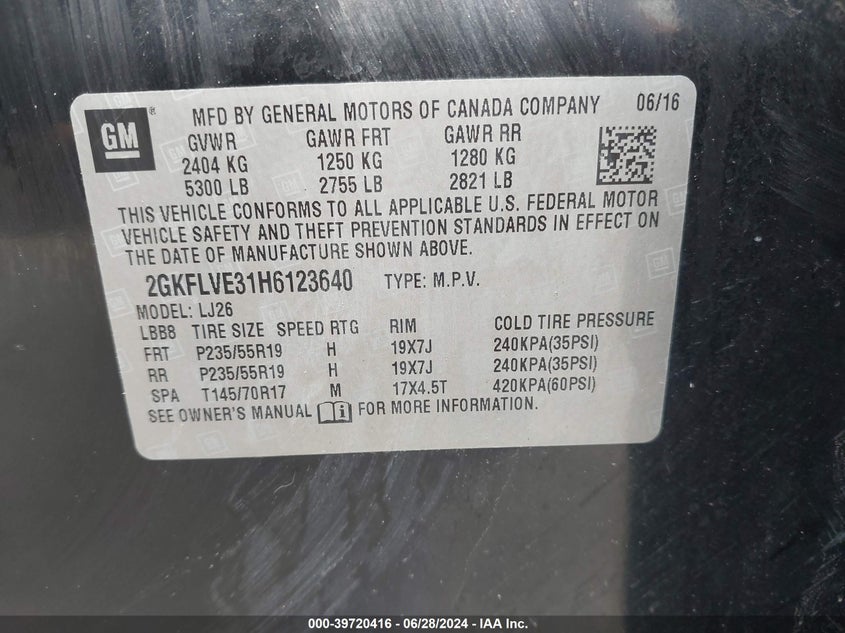 GM ® MFD BY GENERAL MOTORS OF CANADA COMPANY 06/16
GVWR GAWR FRT GAWR RR
2404 KG 1250 KG 1280 KG
5300 LB 2755 LB 2821 LB
THIS VEHICLE CONFORMS TO ALL APPLICABLE U.S. FEDERAL MOTOR
VEHICLE SAFETY AND THEFT PREVENTION STANDARDS IN EFFECT ON
THE DATE OF MANUFACTURE SHOWN ABOVE.
2GKFLVE31H6123640 TYPE: M.P.V.
MODEL: LJ26
LBB8 TIRE SIZE SPEED RTG RIM COLD TIRE PRESSURE
FRT P235/55R19 H 19X7J 240KPA(35PSI)
RR P235/55R19 H 19X7J 240KPA(35PSI)
SPA T145/70R17 M 17X4.5T 420KPA(60PSI)
SEE OWNER'S MANUAL FOR MORE INFORMATION.
000-39720416 - 06/28/2024 - IAA Inc.